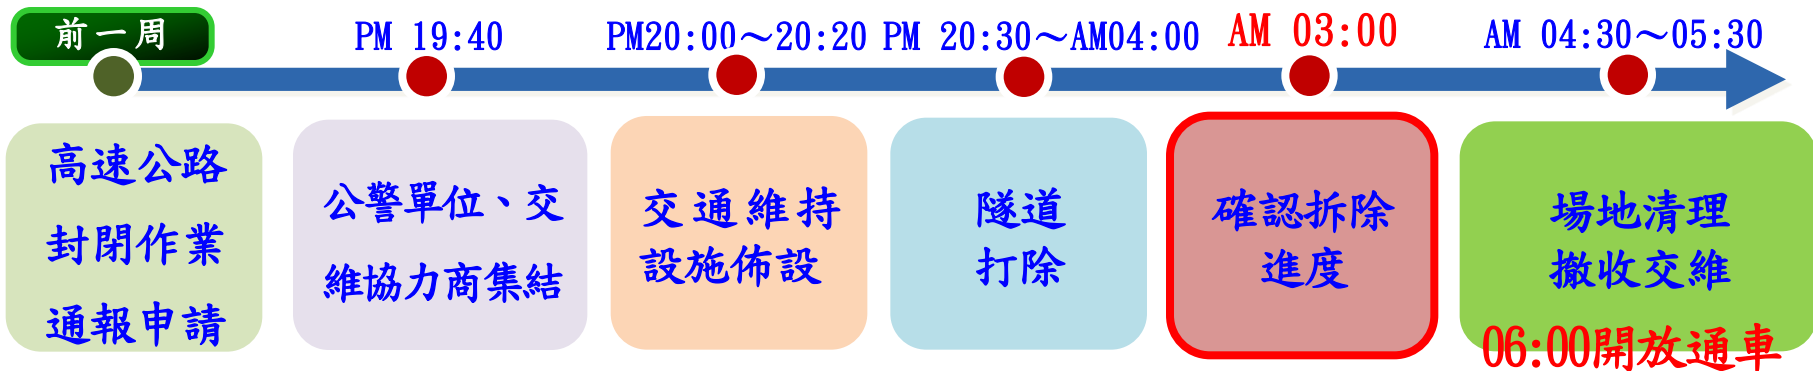 前一周
PM 19:40
PM20:00～20:20
PM 20:30～AM04:00
AM 03:00
AM 04:30～05:30
高速公路
封閉作業
通報申請
公警單位、交
維協力商集結
交通維持
設施佈設
隧道
打除
確認拆除
進度
場地清理
撤收交維
06:00開放通車